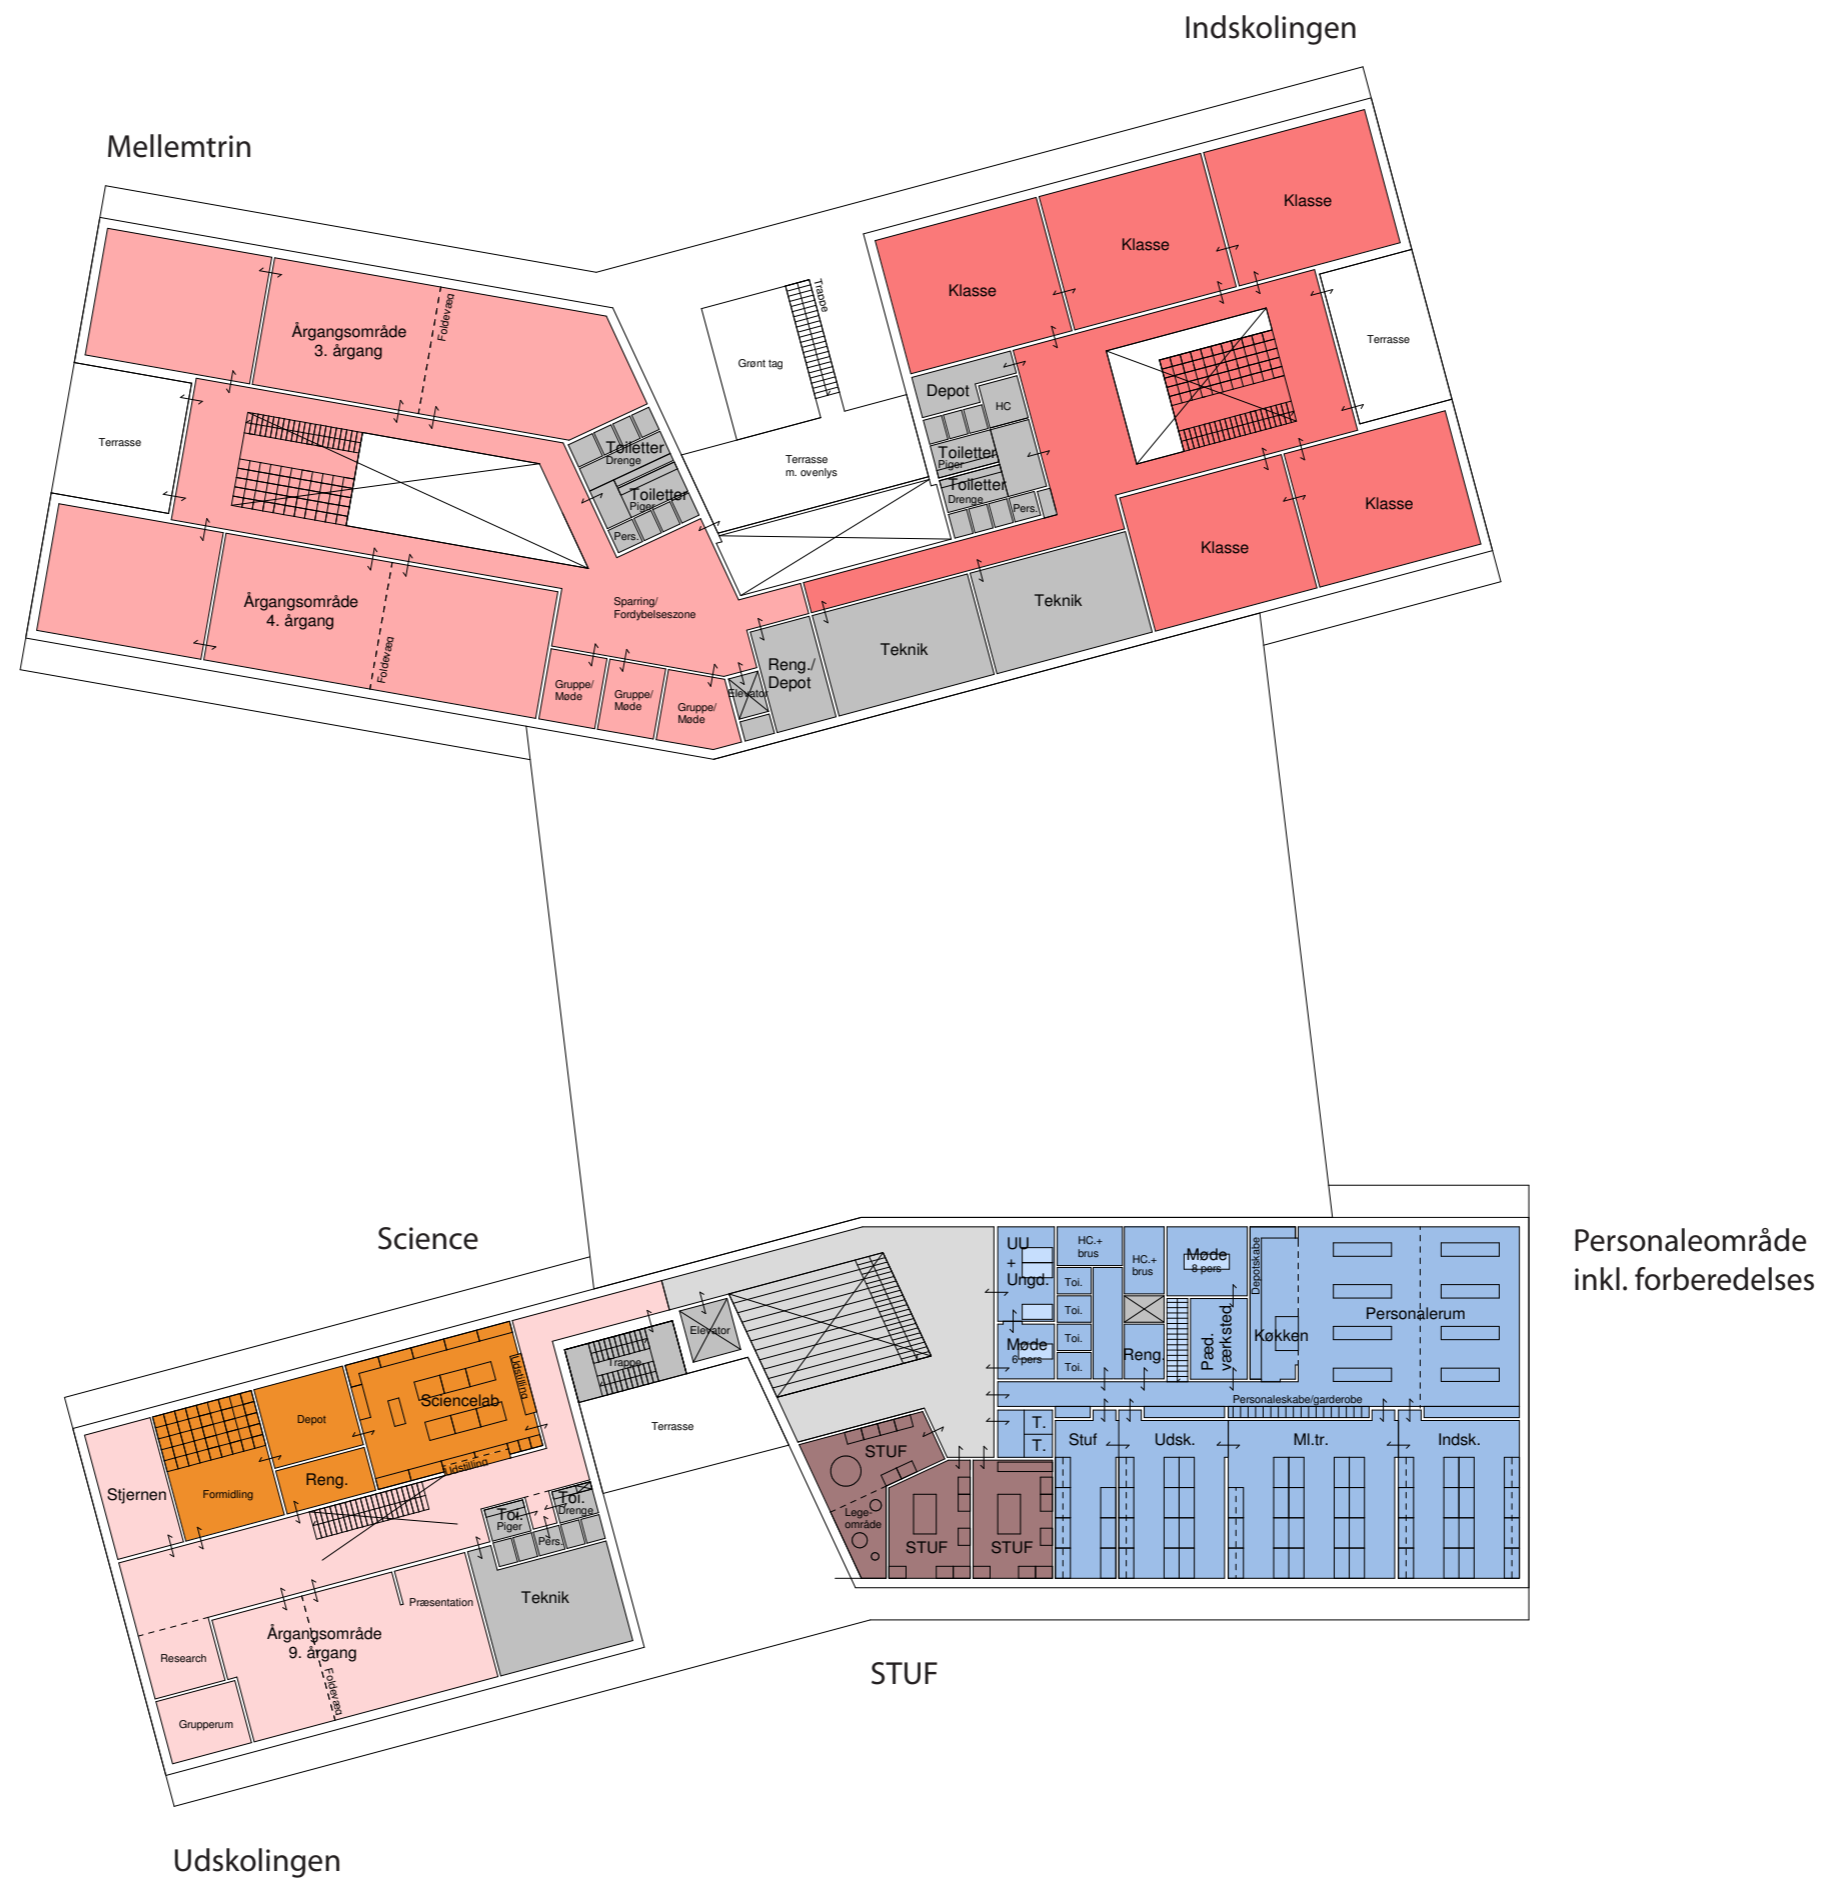 Indskolingen
Mellemtrin
Klasse
Klasse
Klasse
Trappe
Foldevæg
Årgangsområde
3. årgang
Grønt tag
Terrasse
Depot
HC
Terrasse
Toiletter
Drenge
Terrasse
m. ovenlys
Toiletter
Piger
Toiletter
Piger
Toiletter
Drenge
Pers.
Pers.
Klasse
Klasse
Årgangsområde
4. årgang
Foldevæg
Sparring/
Fordybelseszone
Teknik
Teknik
Reng./
Depot
Elevator
Gruppe/
Møde
Gruppe/
Møde
Gruppe/
Møde
Science
Personaleområde
inkl. forberedelses
UU
+
Ungd.
HC.+
brus
HC.+
brus
Møde
8 pers
Depotskabe
Toi.
Toi.
Toi.
Toi.
Møde
6 pers
Reng.
Pæd.
værksted
Køkken
Personalerum
Personaleskabe/garderobe
Elevator
Trappe
Udstilling
Sciencelab
Depot
Terrasse
T.
T.
Stuf
Udsk.
Ml.tr.
Indsk.
STUF
Udstilling
Reng.
Formidling
Stjernen
Toi.
Piger
Toi.
Drenge
Pers.
Lege-
område
STUF
STUF
Teknik
Præsentation
Årgangsområde
9. årgang
Foldevæg
Research
Grupperum
STUF
Udskolingen